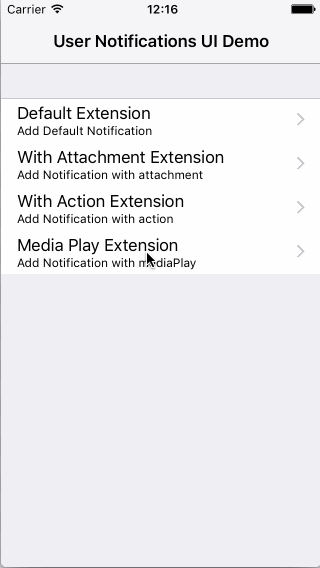 Carrier 12:16
User Notifications UI Demo
Default Extension
Add Default Notification
With Attachment Extension
Add Notification with attachment
With Action Extension
Add Notification with action
Media Play Extension
Add Notification with mediaPlay